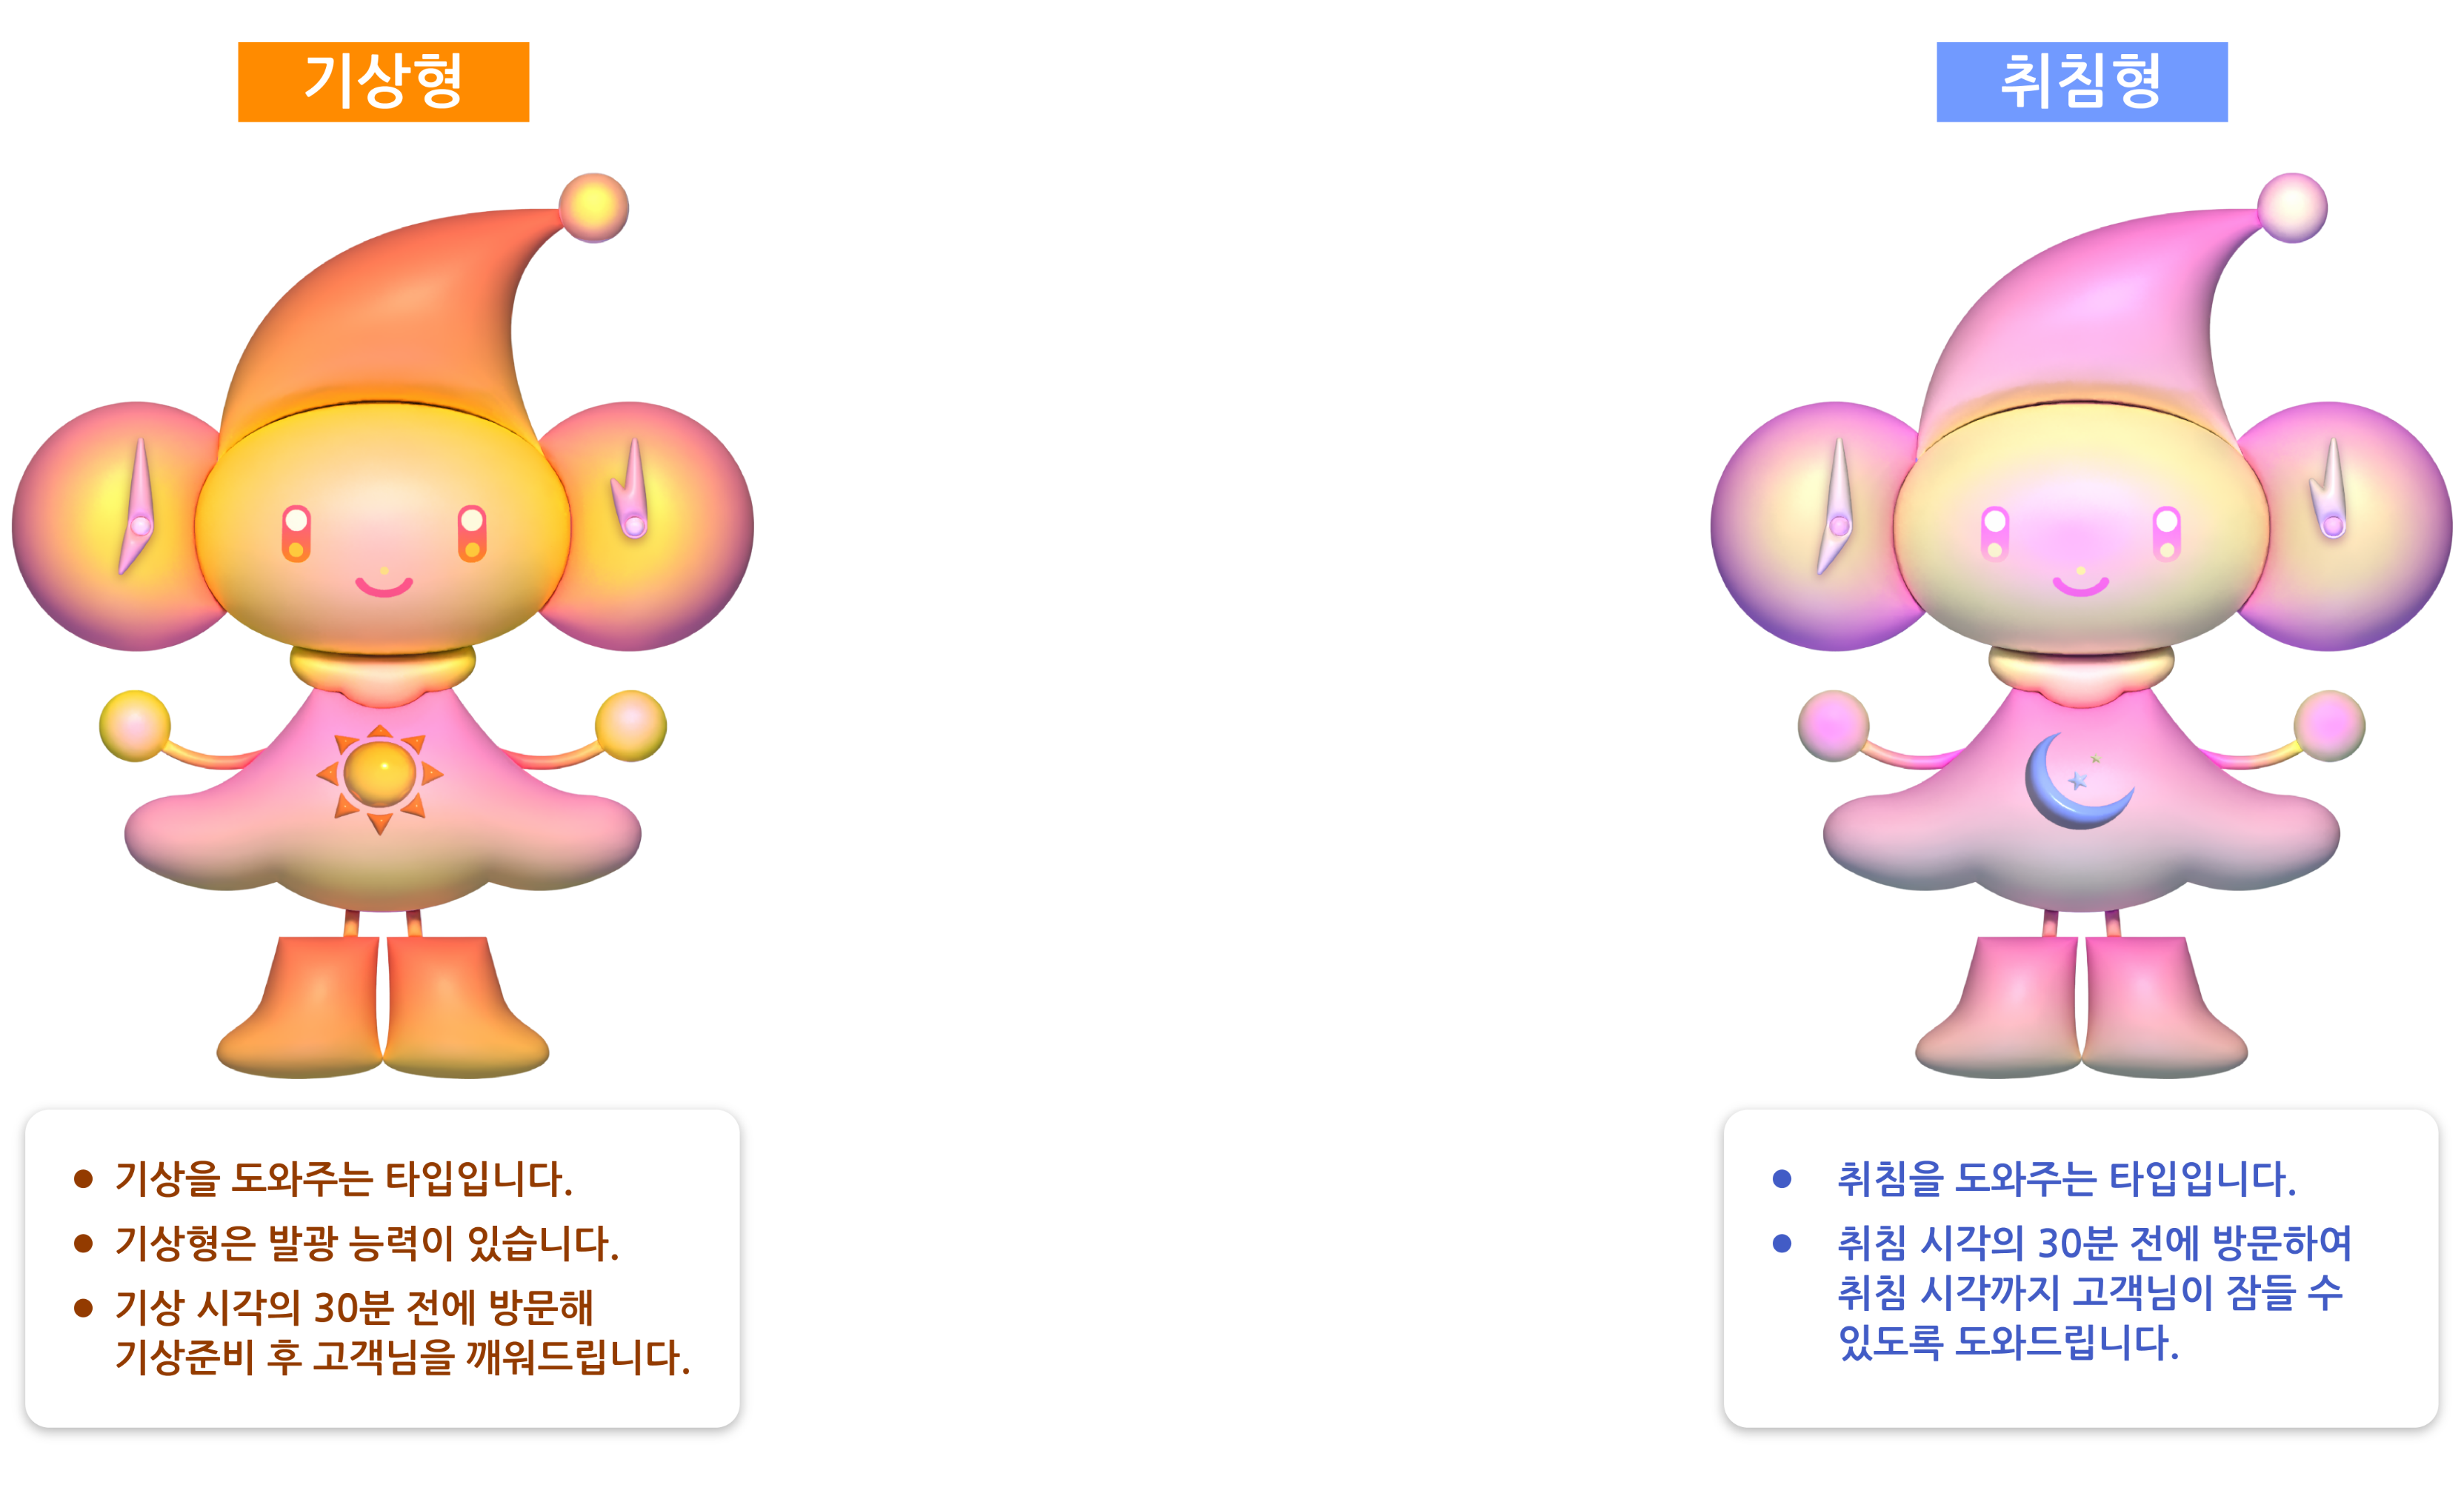 기상형
• 기상을 도와주는 타입입니다.
• 기상형은 발광 능력이 있습니다.
• 기상 시각의 30분 전에 방문해
기상준비 후 고객님을 깨워드립니다.
취침형
• 취침을 도와주는 타입입니다.
• 취침 시각의 30분 전에 방문하여
취침 시각까지 고객님이 잠들 수
있도록 도와드립니다.